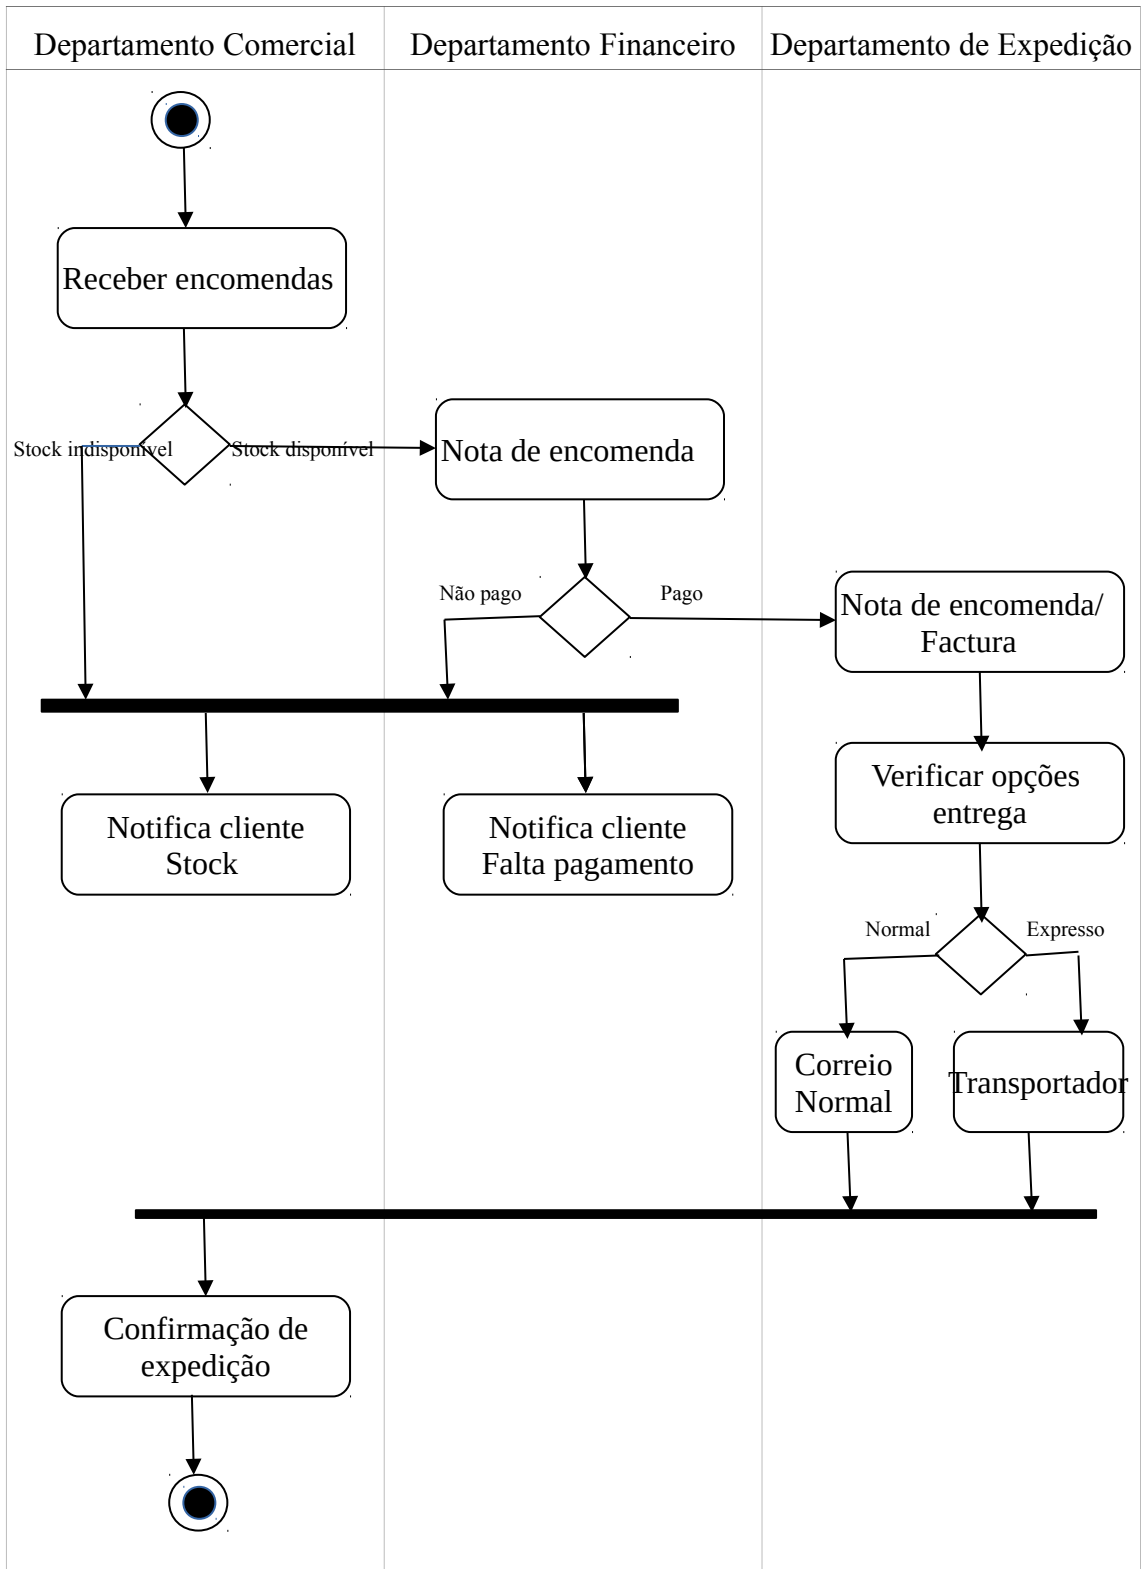 Departamento Comercial
Departamento Financeiro
Departamento de Expedição
Receber encomendas
Stock indisponível
Stock disponível
Nota de encomenda
Não pago
Pago
Nota de encomenda/
Factura
Verificar opções
entrega
Notifica cliente
Stock
Notifica cliente
Falta pagamento
Normal
Expresso
Correio
Normal
Transportador
Confirmação de
expedição